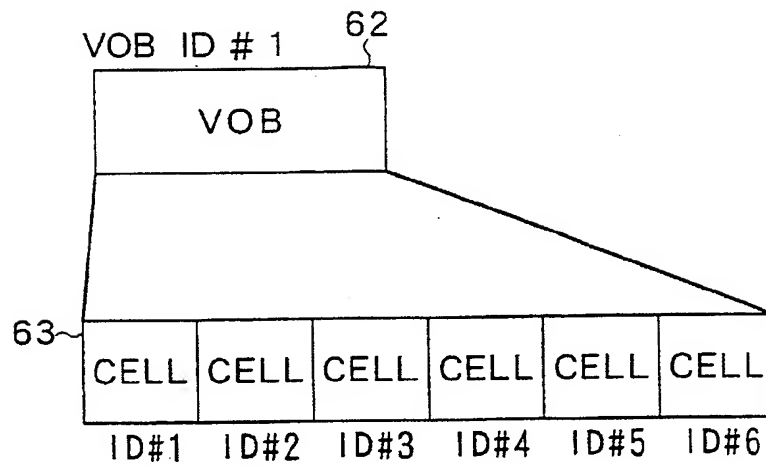 VOB ID # 1
62
VOB
63
CELL CELL CELL CELL CELL CELL
ID#1 ID#2 ID#3 ID#4 ID#5 ID#6